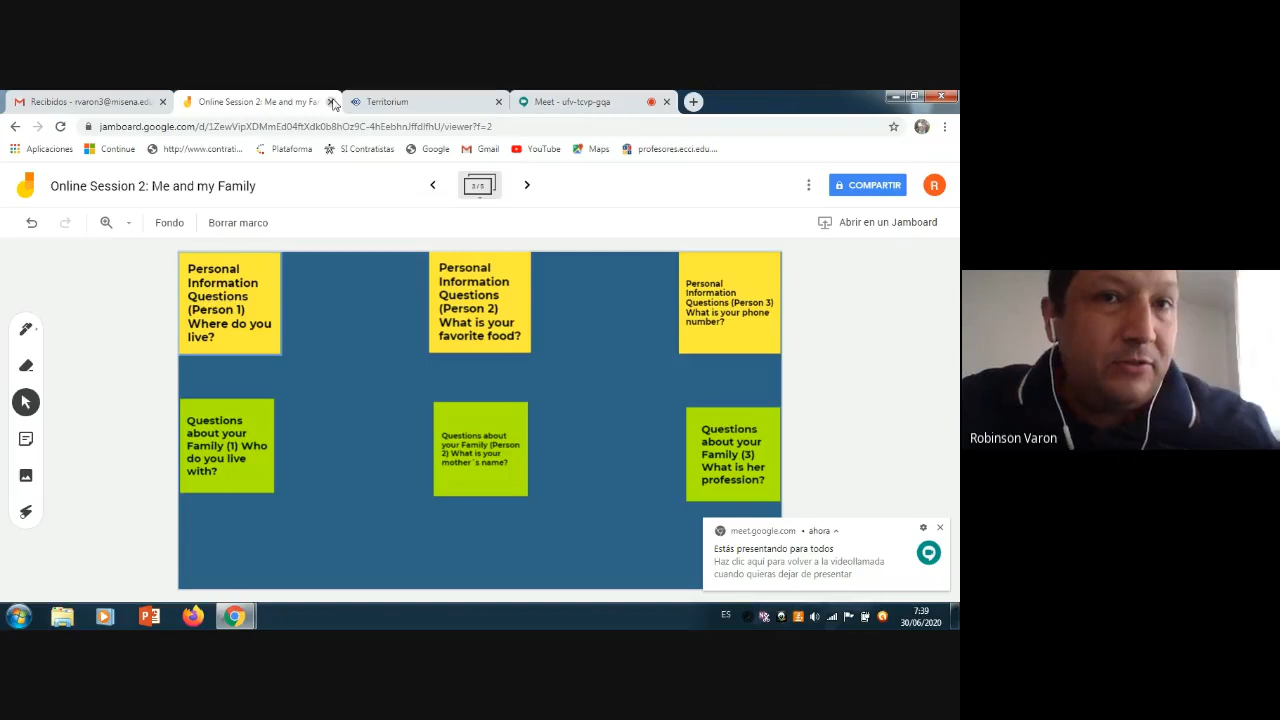 Recibidos - rvaron3@misena.edu
Online Session 2: Me and my Fa
Territorium
Meet - ufv-tcvp-gqa
jamboard.google.com/d/1ZewVipXDMmEd04ftXdk0b8hOz9C-4hEebhnJffdIfhU/viewer?f=2
Aplicaciones
Continue
http://www.contrati...
Plataforma
SI Contratistas
Google
Gmail
YouTube
Maps
profesores.ecci.edu....
Online Session 2: Me and my Family
3 / 5
COMPARTIR
R
Fondo
Borrar marco
Abrir en un Jamboard
Personal
Information
Questions
(Person 1)
Where do you
live?
Personal
Information
Questions
(Person 2)
What is your
favorite food?
Personal
Information
Questions (Person 3)
What is your phone
number?
Questions
about your
Family (1) Who
do you live
with?
Questions about
your Family (Person
2) What is your
mother´s name?
Questions
about your
Family (3)
What is her
profession?
Robinson Varon
meet.google.com • ahora
Estás presentando para todos
Haz clic aquí para volver a la videollamada
cuando quieras dejar de presentar
ES
7:39
30/06/2020